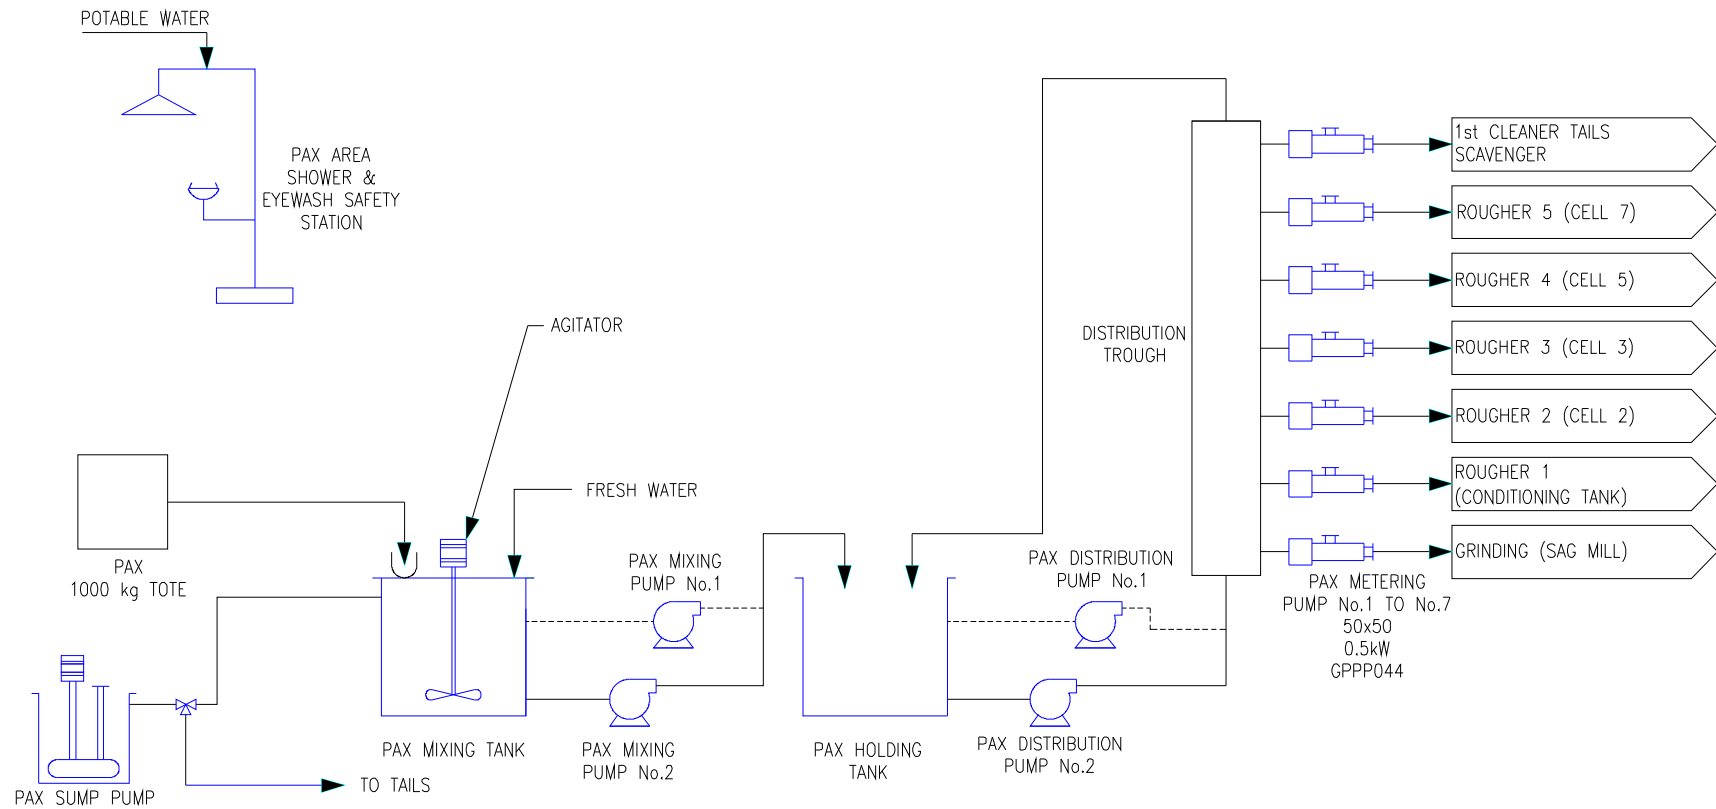 POTABLE WATER
PAX AREA
SHOWER &
EYEWASH SAFETY
STATION
AGITATOR
FRESH WATER
PAX
1000 kg TOTE
PAX MIXING
PUMP No.1
PAX MIXING TANK
PAX MIXING
PUMP No.2
PAX SUMP PUMP
TO TAILS
PAX HOLDING
TANK
PAX DISTRIBUTION
PUMP No.1
PAX DISTRIBUTION
PUMP No.2
DISTRIBUTION
TROUGH
1st CLEANER TAILS
SCAVENGER
ROUGHER 5 (CELL 7)
ROUGHER 4 (CELL 5)
ROUGHER 3 (CELL 3)
ROUGHER 2 (CELL 2)
ROUGHER 1
(CONDITIONING TANK)
GRINDING (SAG MILL)
PAX METERING
PUMP No.1 TO No.7
50x50
0.5kW
GPPP044